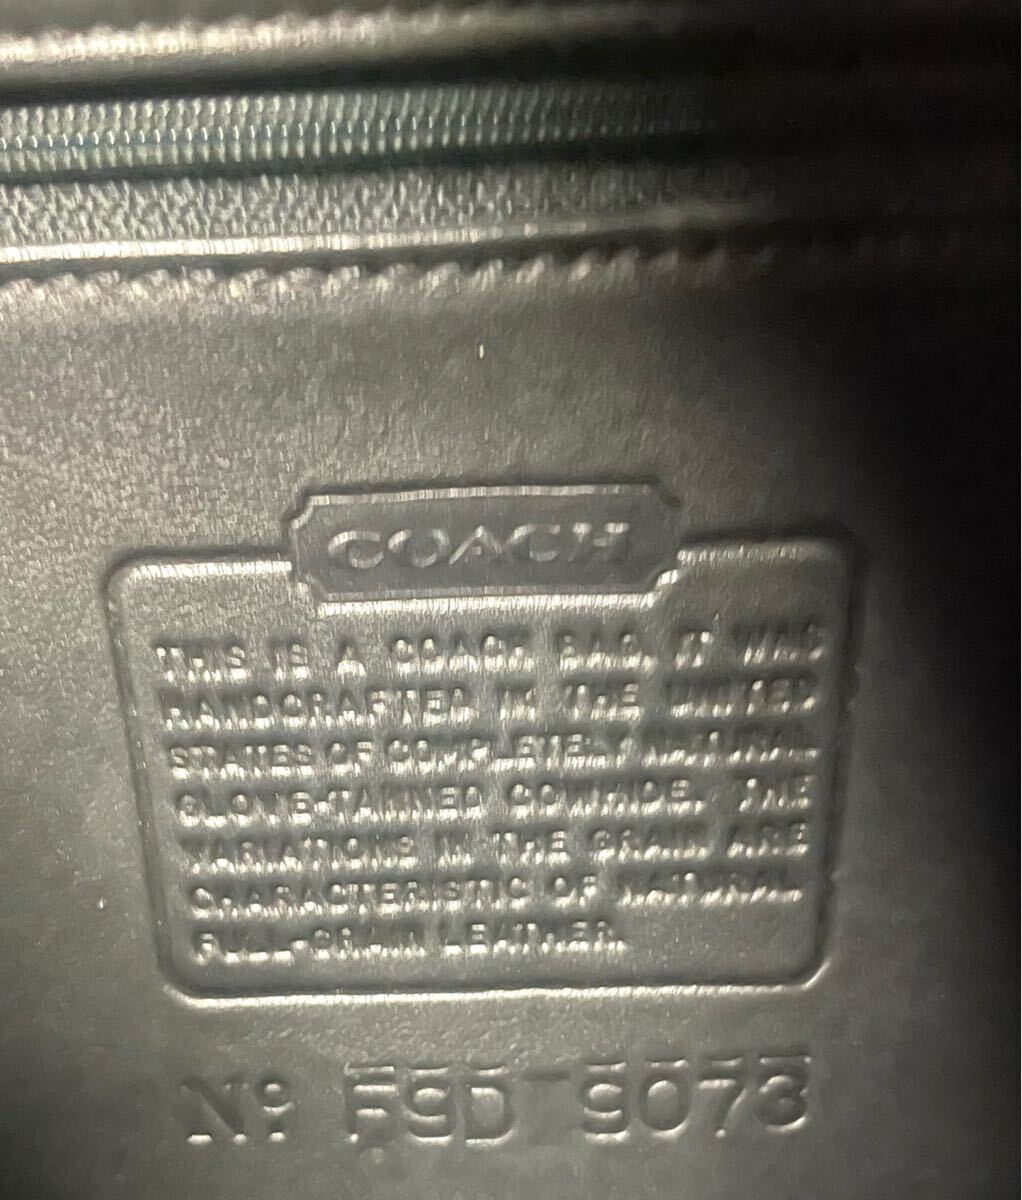 COACH
THIS IS A COACH BAG. IT WAS
HANDCRAFTED IN THE UNITED
STATES OF COMPLETELY NATURAL
GLOVE-TANNED COWHIDE. THE
VARIATIONS IN THE GRAIN ARE
CHARACTERISTIC OF NATURAL
FULL-GRAIN LEATHER.
Nº F9D-9073